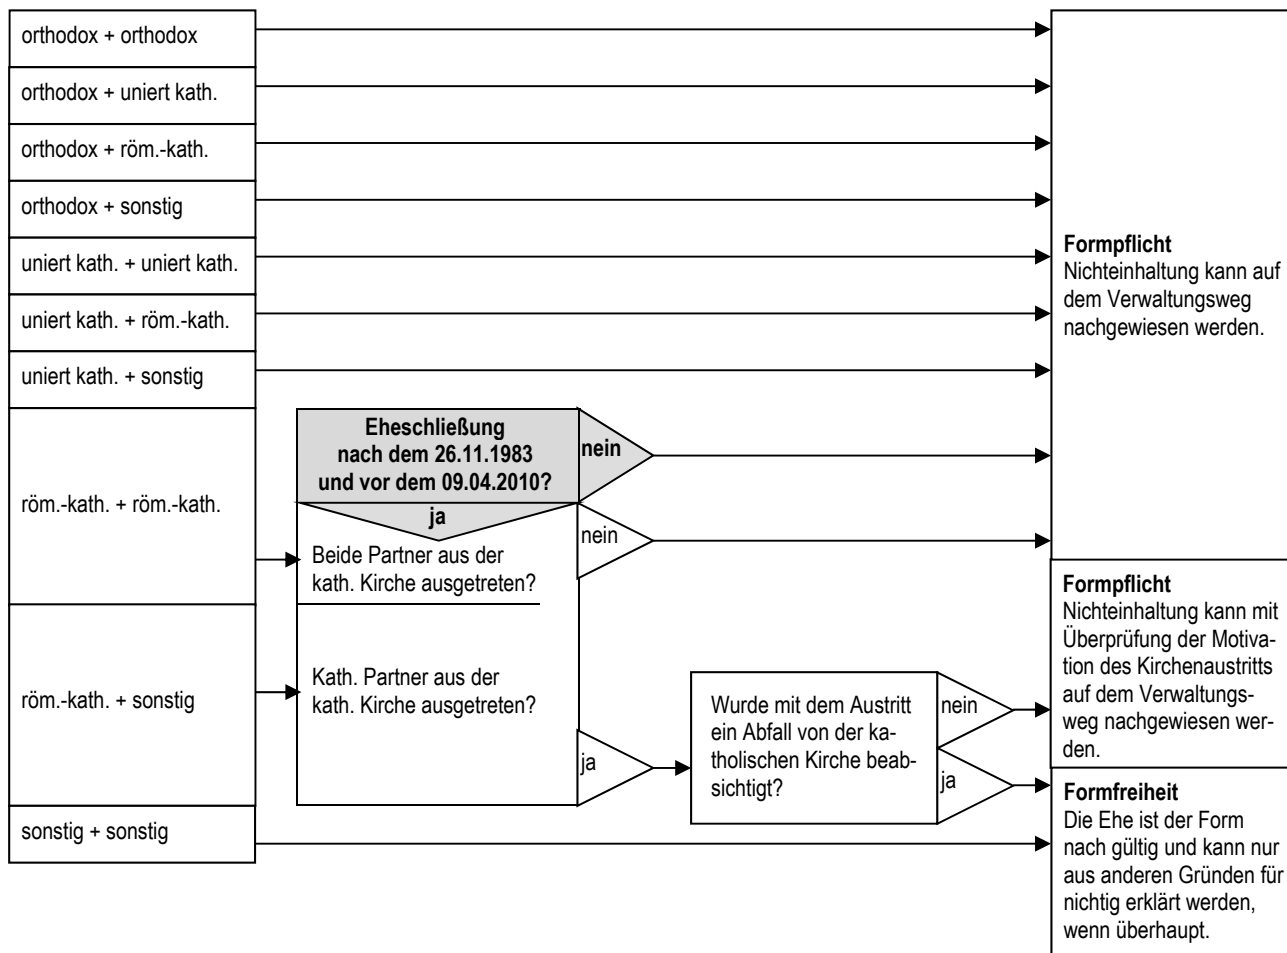 orthodox + orthodox
orthodox + uniert kath.
orthodox + röm.-kath.
orthodox + sonstig
uniert kath. + uniert kath.
uniert kath. + röm.-kath.
uniert kath. + sonstig
röm.-kath. + röm.-kath.
röm.-kath. + sonstig
sonstig + sonstig
Eheschließung
nach dem 26.11.1983
und vor dem 09.04.2010?
nein
ja
Beide Partner aus der
kath. Kirche ausgetreten?
nein
Kath. Partner aus der
kath. Kirche ausgetreten?
ja
Wurde mit dem Austritt
ein Abfall von der ka-
tholischen Kirche beab-
sichtigt?
nein
ja
Formpflicht
Nichteinhaltung kann auf
dem Verwaltungsweg
nachgewiesen werden.
Formpflicht
Nichteinhaltung kann mit
Überprüfung der Motiva-
tion des Kirchenaustritts
auf dem Verwaltungs-
weg nachgewiesen wer-
den.
Formfreiheit
Die Ehe ist der Form
nach gültig und kann nur
aus anderen Gründen für
nichtig erklärt werden,
wenn überhaupt.